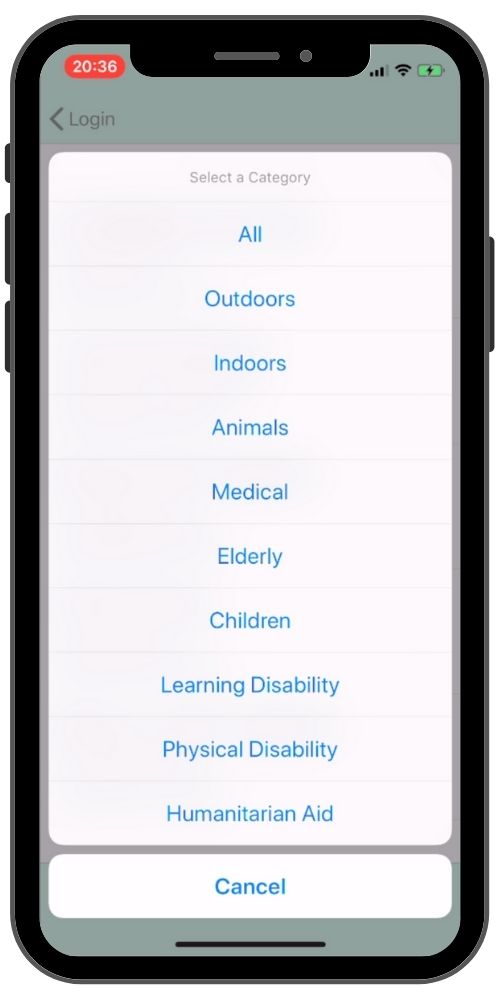 20:36
Login
Select a Category
All
Outdoors
Indoors
Animals
Medical
Elderly
Children
Learning Disability
Physical Disability
Humanitarian Aid
Cancel